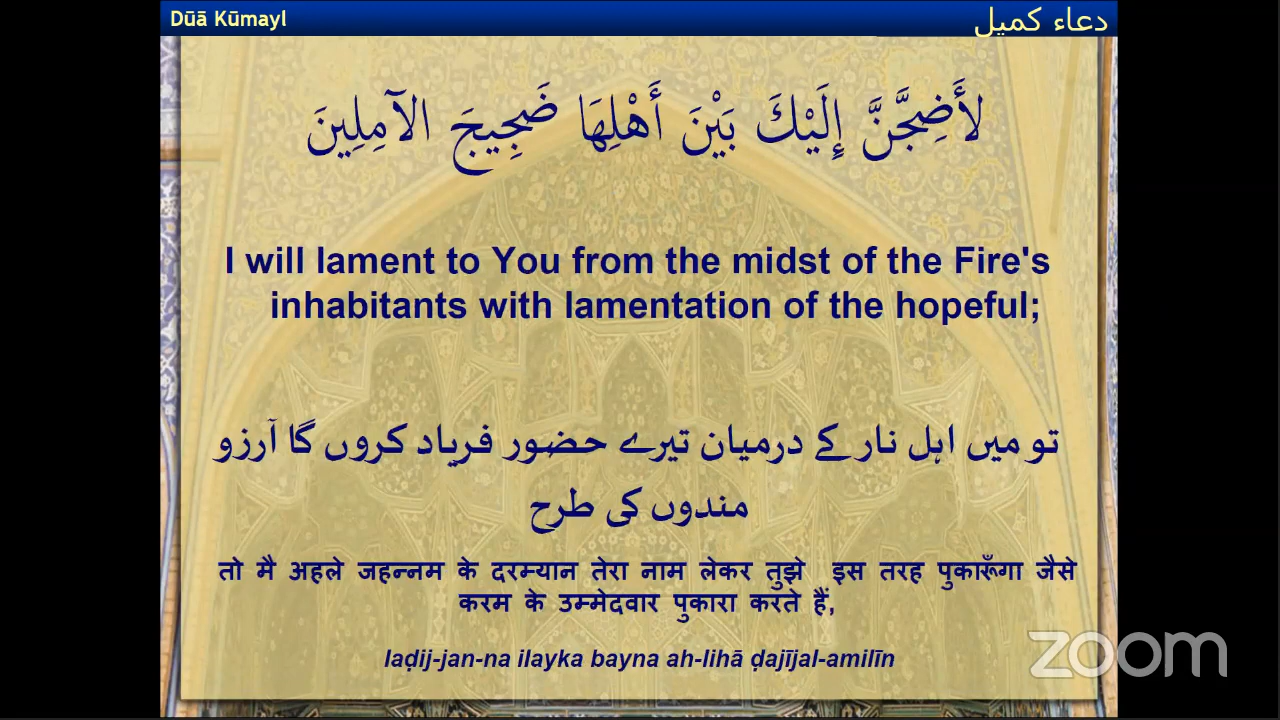 Dūā Kūmayl
دعاء كميل
لأَضِجَّنَّ إِلَيْكَ بَيْنَ أَهْلِهَا ضَجِيجَ الآمِلِينَ
I will lament to You from the midst of the Fire's
inhabitants with lamentation of the hopeful;
تو میں اہل نار کے درمیان تیرے حضور فریاد کروں گا آرزو
مندوں کی طرح
तो मै अहले जहन्नम के दरम्यान तेरा नाम लेकर तुझे इस तरह पुकारूँगा जैसे
करम के उम्मेदवार पुकारा करते हैं,
laḍij-jan-na ilayka bayna ah-lihā ḍajījal-amilīn
zoom